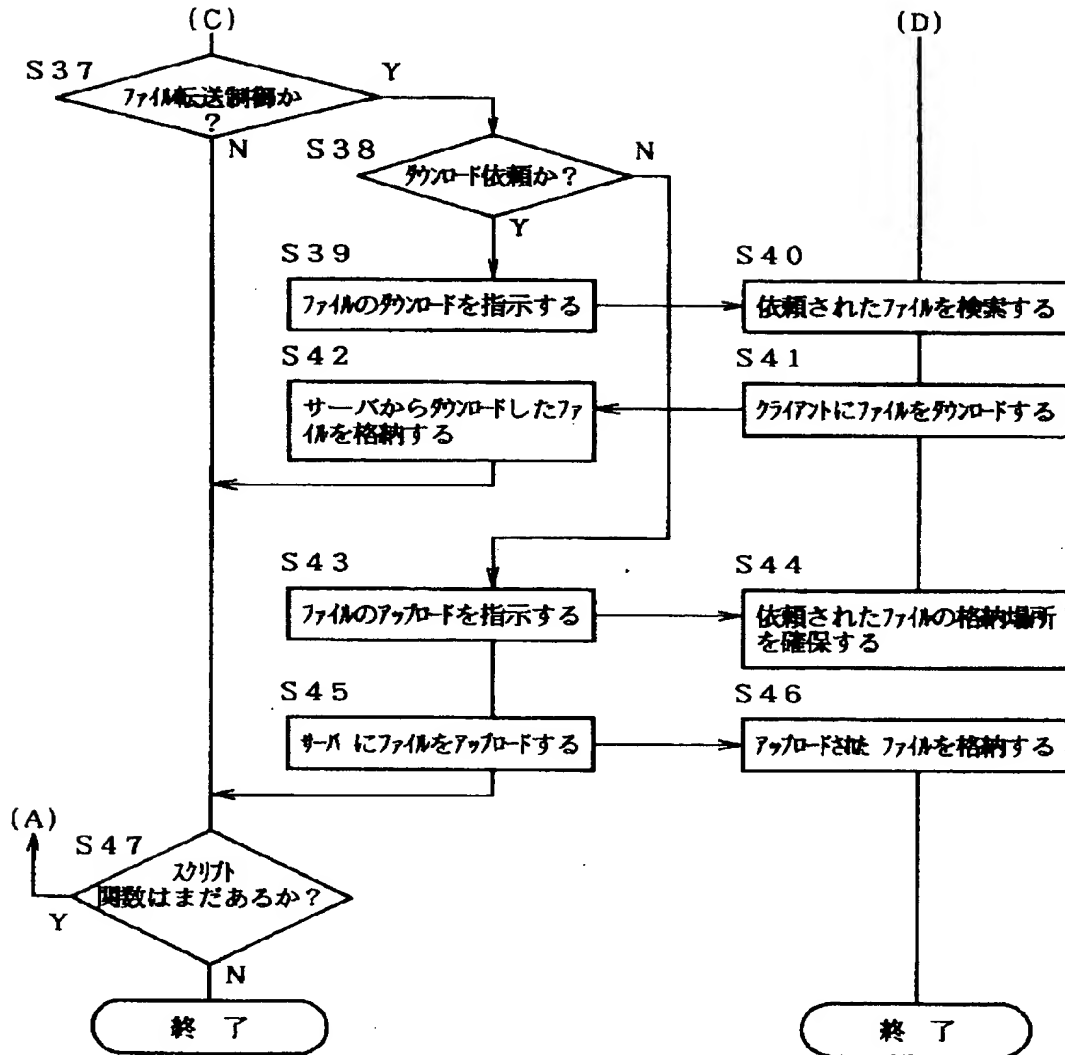 (C)
(D)
S37
Y
ファイル転送制御か
?
N
S38
N
ダウンロード依頼か?
Y
S39
S40
ファイルのダウンロードを指示する
依頼されたファイルを検索する
S42
S41
サーバからダウンロードしたファ
イルを格納する
クライアントにファイルをダウンロードする
S43
S44
ファイルのアップロードを指示する
依頼されたファイルの格納場所
を確保する
S45
S46
サーバにファイルをアップロードする
アップロードされた ファイルを格納する
(A)
S47
スクリプト
関数はまだあるか?
Y
N
終 了
終 了